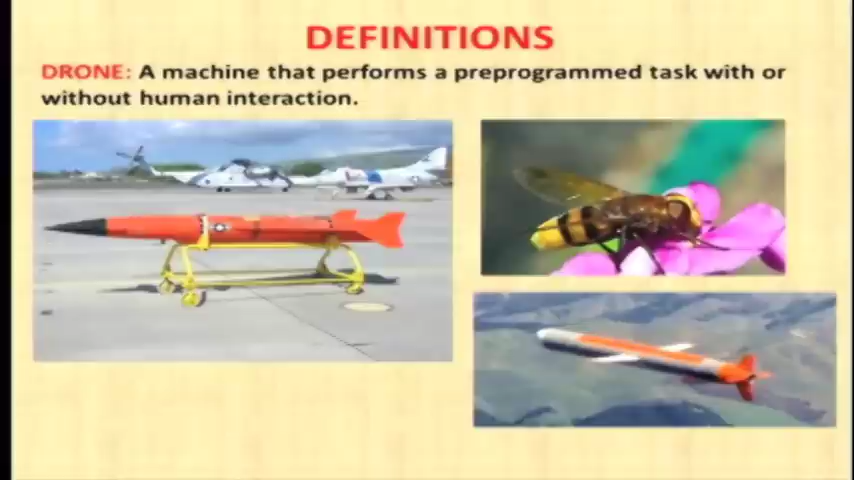 DEFINITIONS
DRONE: A machine that performs a preprogrammed task with or
without human interaction.